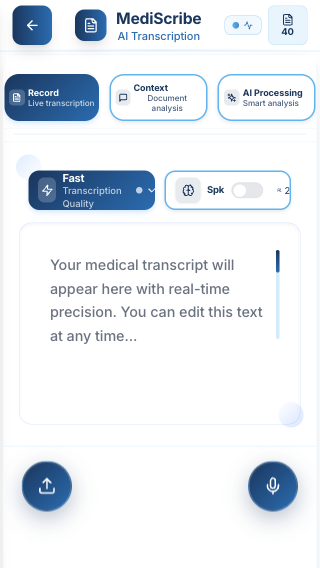 MediScribe
AI Transcription
40
Record
Live transcription
Context
Document
analysis
AI Processing
Smart analysis
Fast
Transcription
Quality
Spk
2
Your medical transcript will
appear here with real-time
precision. You can edit this text
at any time...